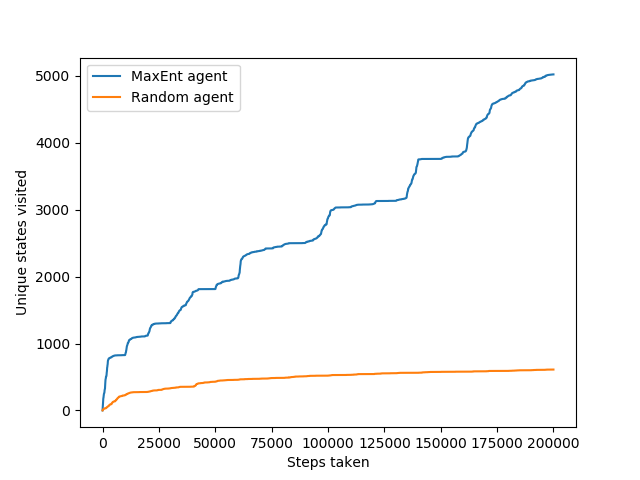 MaxEnt agent
Random agent
5000
4000
3000
2000
1000
0
Unique states visited
0 25000 50000 75000 100000 125000 150000 175000 200000
Steps taken